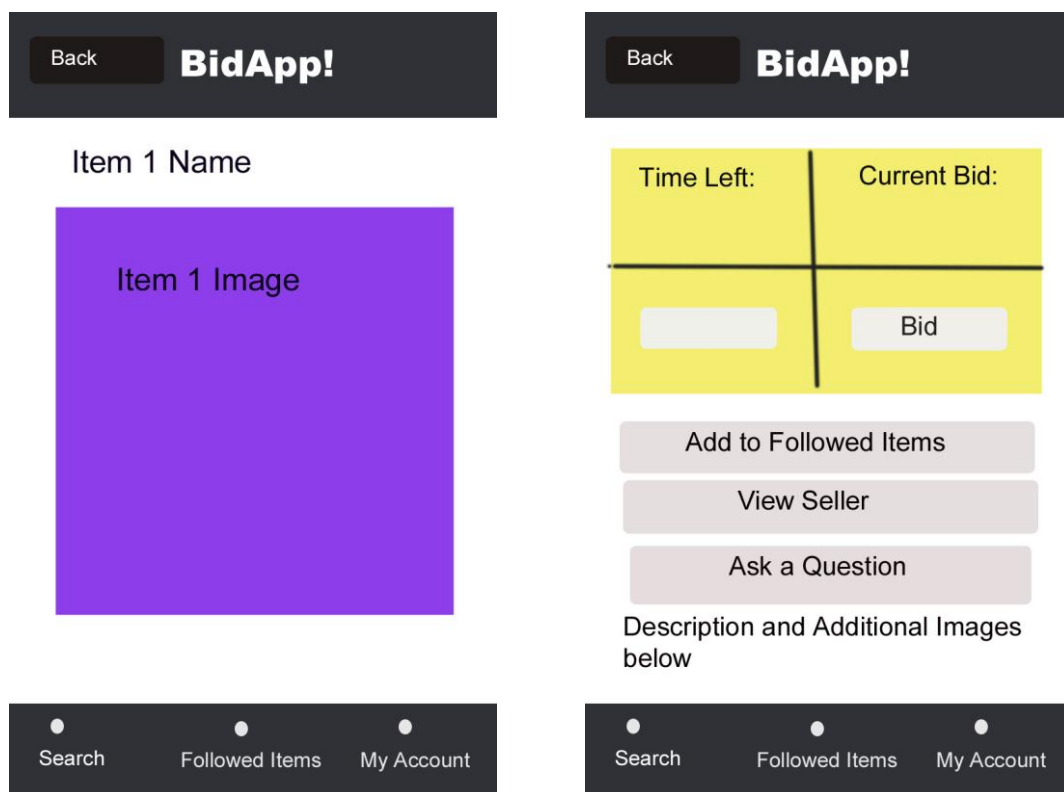 Back
BidApp!
Item 1 Name
Item 1 Image
Search
Followed Items
My Account
Back
BidApp!
Time Left:
Current Bid:
Bid
Add to Followed Items
View Seller
Ask a Question
Description and Additional Images
below
Search
Followed Items
My Account